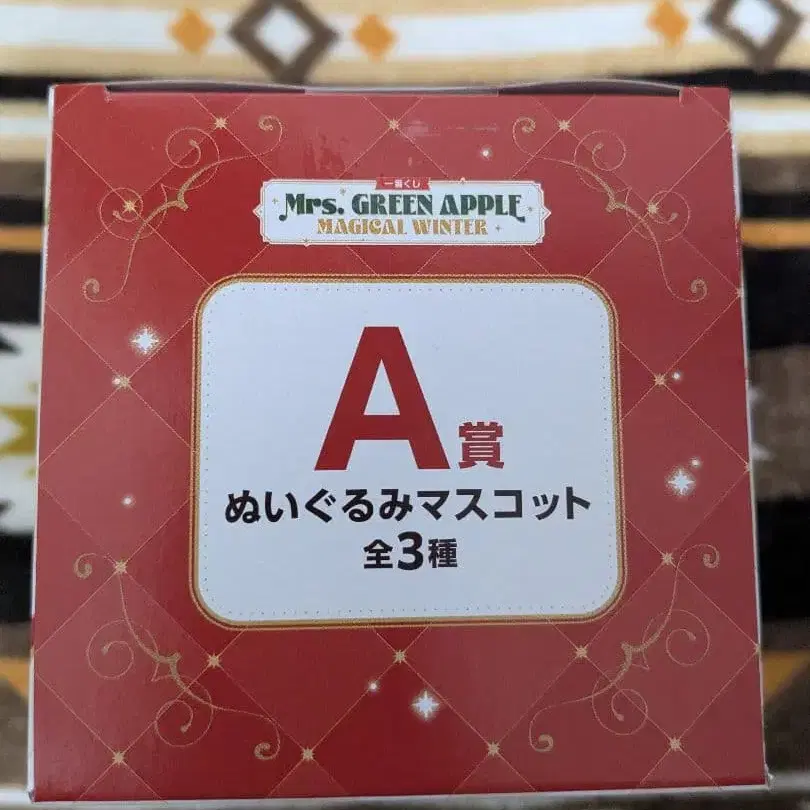 一番くじ
Mrs. GREEN APPLE
MAGICAL WINTER
A賞
ぬいぐるみマスコット
全3種